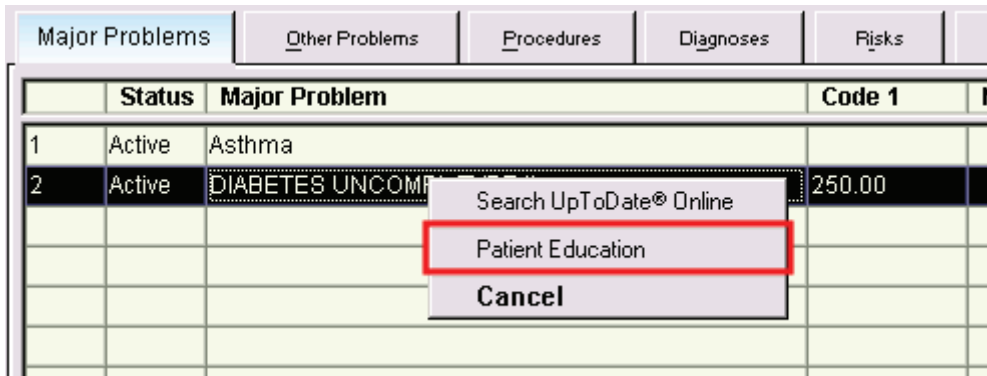 Major Problems Other Problems Procedures Diagnoses Risks
Status Major Problem Code 1
1 Active Asthma
2 Active DIABETES 250.00
Search UpToDate® Online
Patient Education
Cancel